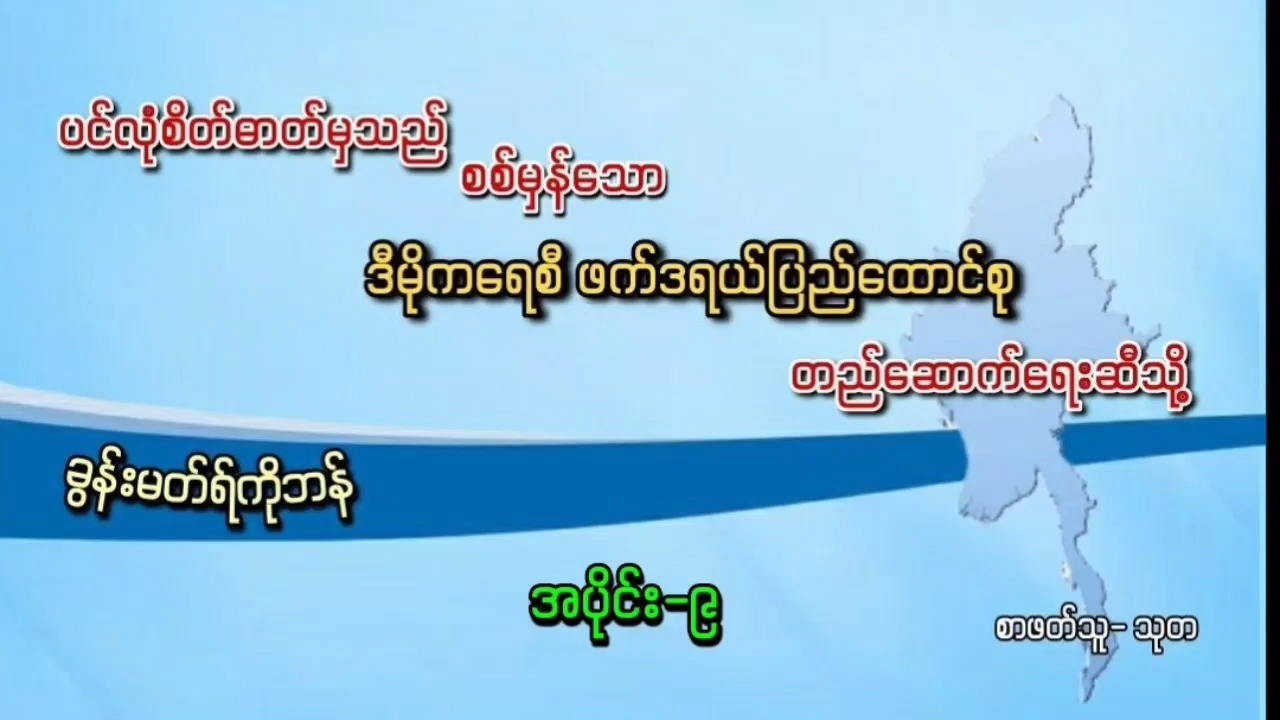 ပင်လုံစိတ်ဓာတ်မှသည်
စစ်မှန်သော
ဒီမိုကရေစီ ဖက်ဒရယ်ပြည်ထောင်စု
တည်ဆောက်ရေးဆီသို့
ခွန်းမတ်ရ်ကိုဘန်
အပိုင်း-၉
စာဖတ်သူ- သုတ